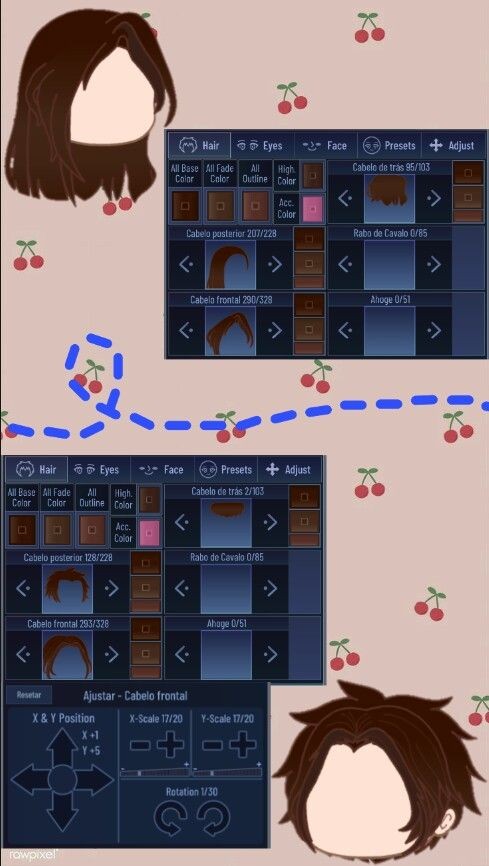 Hair Eyes Face Presets Adjust
All Base Color All Fade Color All Outline High. Color
Acc. Color
Cabelo de trás 95/103
Cabelo posterior 207/228 Rabo de Cavalo 0/85
Cabelo frontal 290/328 Ahoge 0/51
Hair Eyes Face Presets Adjust
All Base Color All Fade Color All Outline High. Color
Acc. Color
Cabelo de trás 2/103
Cabelo posterior 128/228 Rabo de Cavalo 0/85
Cabelo frontal 293/328 Ahoge 0/51
Resetar Ajustar - Cabelo frontal
X & Y Position X-Scale 17/20 Y-Scale 17/20
X +1
Y +5
Rotation 1/30
rawpixel